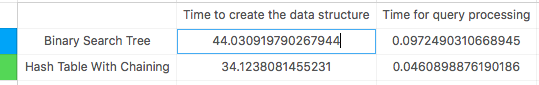 Time to create the data structure Time for query processing
Binary Search Tree 44.030919790267944 0.0972490310668945
Hash Table With Chaining 34.1238081455231 0.0460898876190186